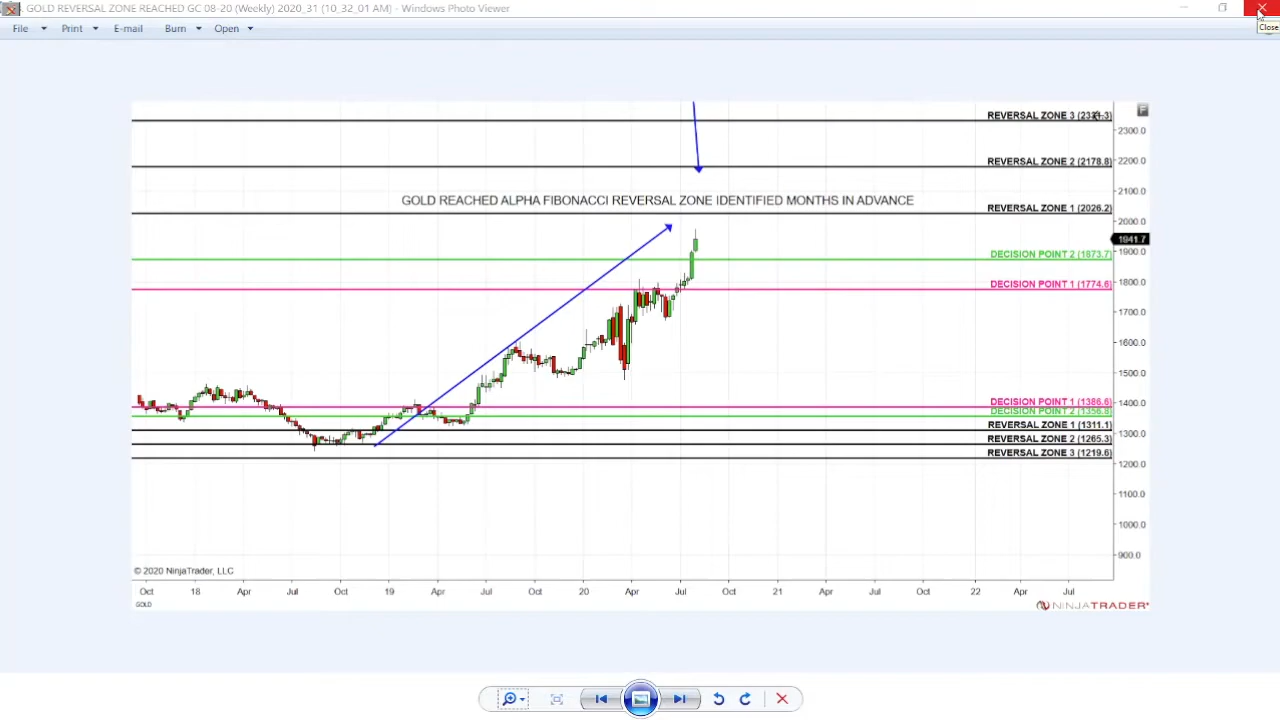 GOLD REVERSAL ZONE REACHED GC 08-20 (Weekly) 2020_31 (10_32_01 AM) - Windows Photo Viewer
Close
File Print E-mail Burn Open
REVERSAL ZONE 3
2300.0
REVERSAL ZONE 2 (2178.8)
2200.0
2100.0
GOLD REACHED ALPHA FIBONACCI REVERSAL ZONE IDENTIFIED MONTHS IN ADVANCE
REVERSAL ZONE 1 (2026.2)
2000.0
1941.7
DECISION POINT 2 (1873.7)
1900.0
DECISION POINT 1 (1774.6)
1800.0
1700.0
1600.0
1500.0
DECISION POINT 1 (1386.6)
1400.0
DECISION POINT 2 (1356.8)
REVERSAL ZONE 1 (1311.1)
1300.0
REVERSAL ZONE 2 (1265.3)
REVERSAL ZONE 3 (1219.6)
1200.0
1100.0
1000.0
900.0
© 2020 NinjaTrader, LLC
Oct 18 Apr Jul Oct 19 Apr Jul Oct 20 Apr Jul Oct 21 Apr Jul Oct 22 Apr Jul
GOLD
NINJATRADER
F